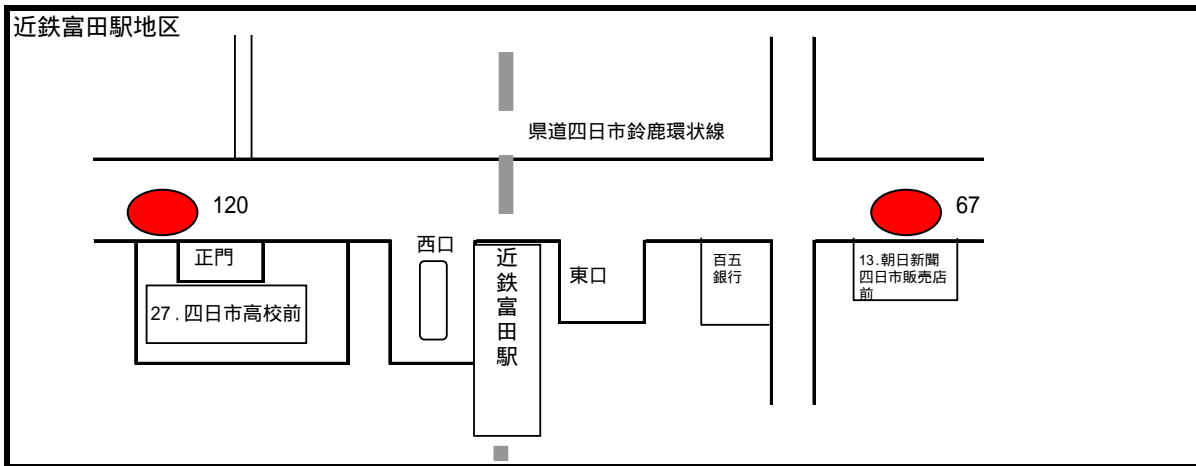 近鉄富田駅地区
県道四日市鈴鹿環状線
120
67
正門
西口
近鉄富田駅
東口
百五
銀行
13.朝日新聞
四日市販売店
前
27.四日市高校前